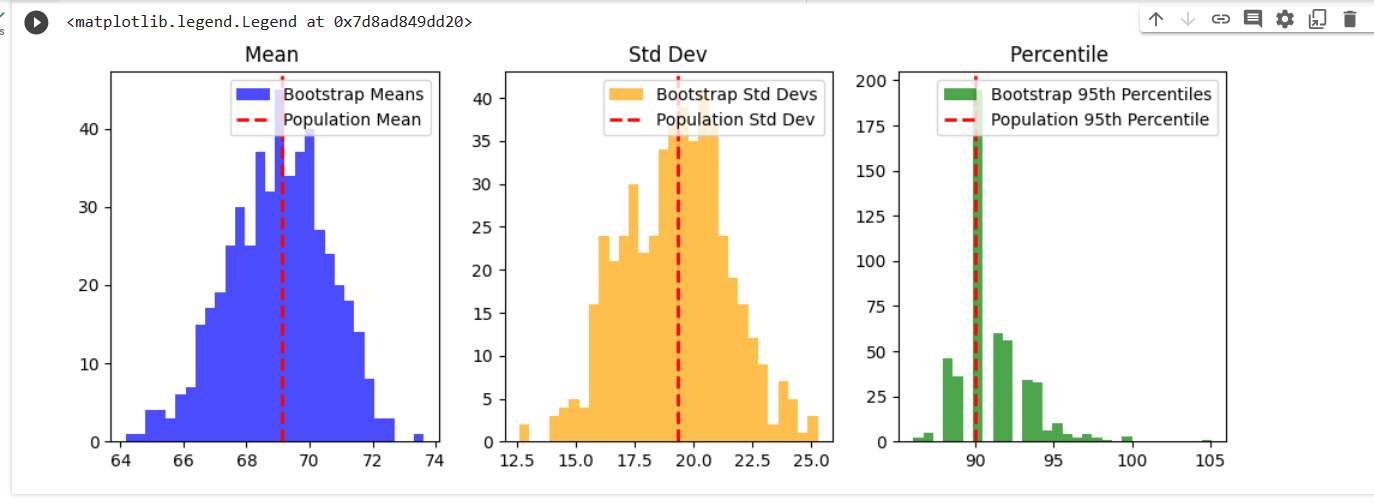 <matplotlib.legend.Legend at 0x7d8ad849dd20>
Mean
Std Dev
Percentile
Bootstrap Means
Population Mean
40
30
20
10
0
64 66 68 70 72 74
Bootstrap Std Devs
Population Std Dev
40
35
30
25
20
15
10
5
0
12.5 15.0 17.5 20.0 22.5 25.0
Bootstrap 95th Percentiles
Population 95th Percentile
200
175
150
125
100
75
50
25
0
90 95 100 105